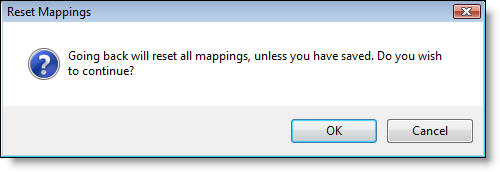 Reset Mappings
Going back will reset all mappings, unless you have saved. Do you wish
to continue?
OK
Cancel